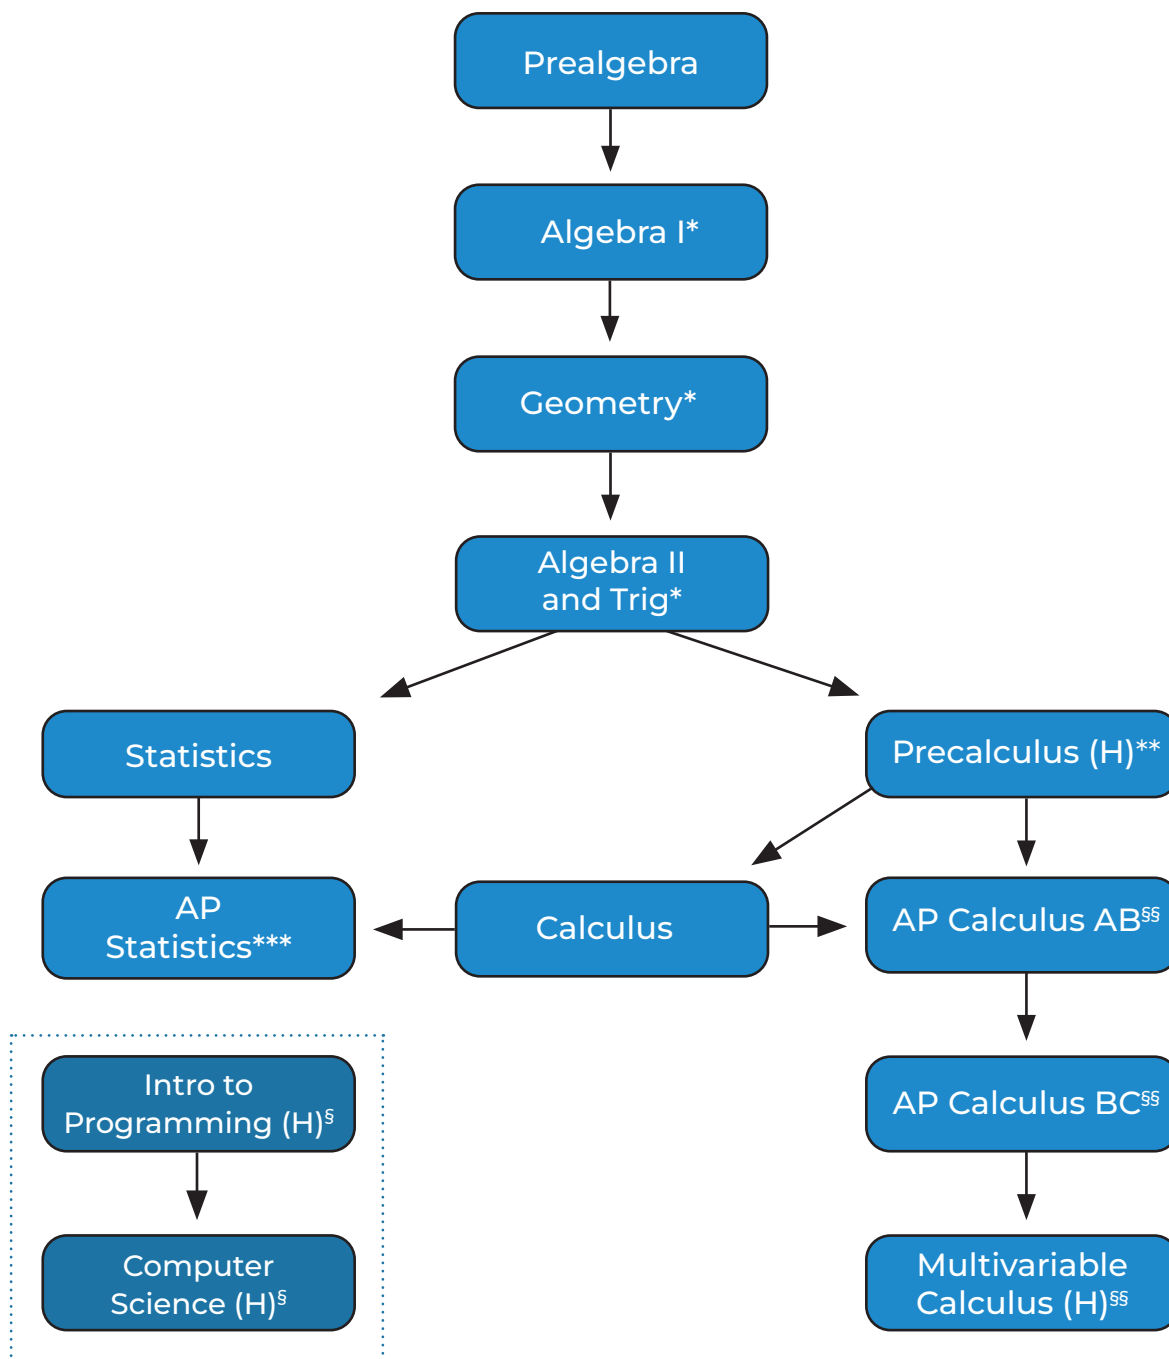 Prealgebra
Algebra I*
Geometry*
Algebra II
and Trig*
Statistics
Precalculus (H)**
AP
Statistics***
Calculus
AP Calculus AB§§
Intro to
Programming (H)§
AP Calculus BC§§
Computer
Science (H)§
Multivariable
Calculus (H)§§